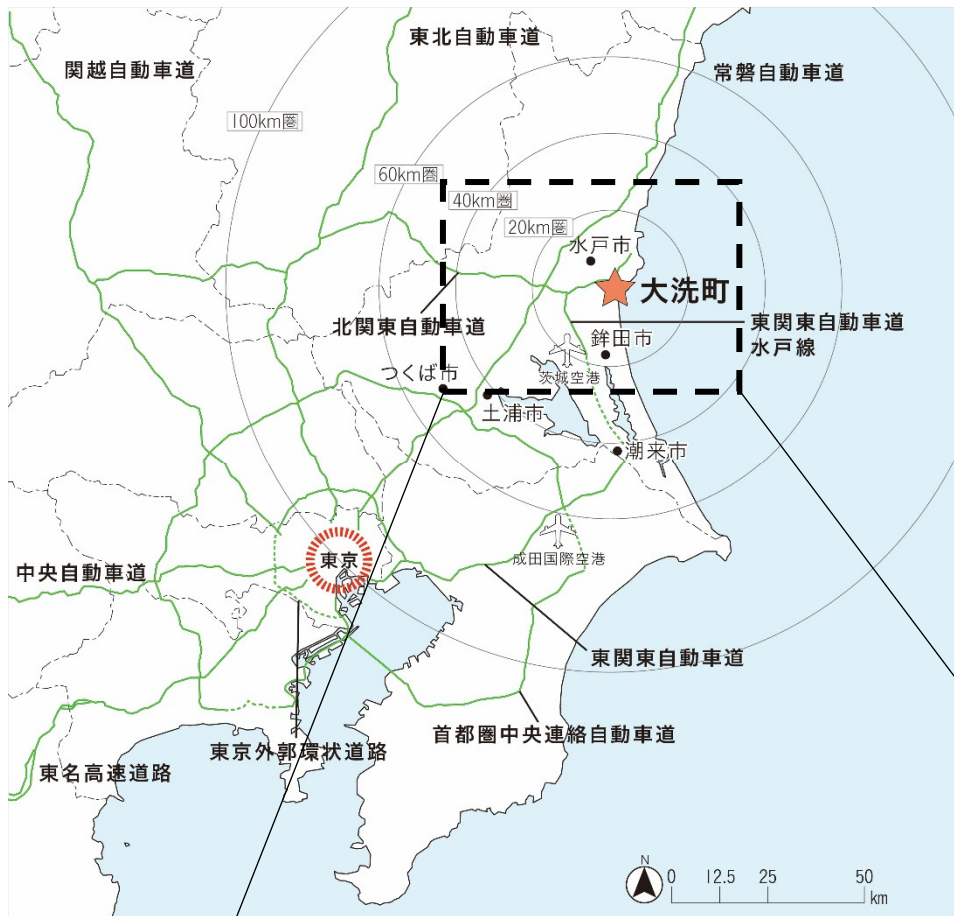 東北自動車道
関越自動車道
常磐自動車道
100km圏
60km圏
40km圏
20km圏
水戸市
大洗町
北関東自動車道
東関東自動車道
水戸線
鉾田市
つくば市
茨城空港
土浦市
潮来市
東京
成田国際空港
中央自動車道
東関東自動車道
首都圏中央連絡自動車道
東京外郭環状道路
東名高速道路
N
0 12.5 25 50
km